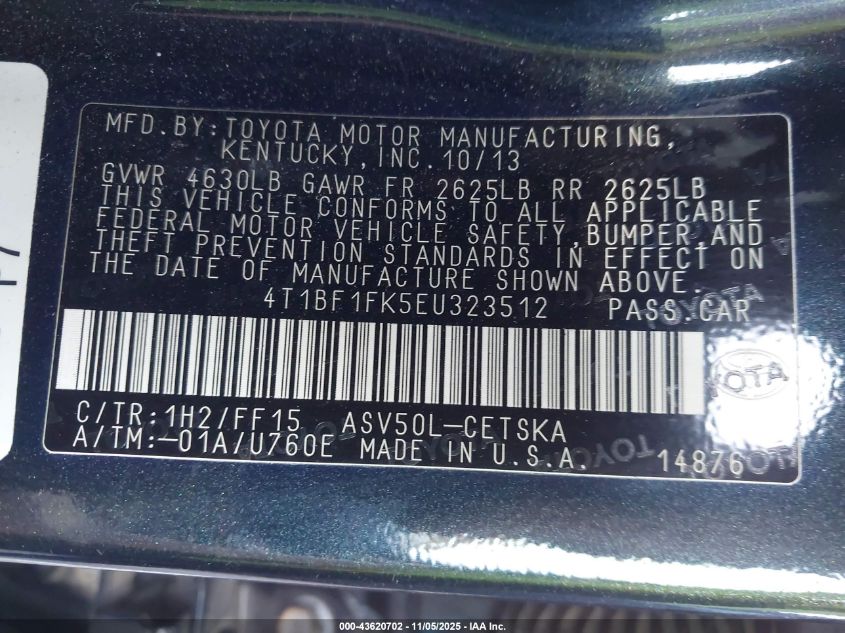 MFD. BY: TOYOTA MOTOR MANUFACTURING,
KENTUCKY, INC. 10/13
GVWR 4630LB GAWR FR 2625LB RR 2625LB
THIS VEHICLE CONFORMS TO ALL APPLICABLE
FEDERAL MOTOR VEHICLE SAFETY, BUMPER, AND
THEFT PREVENTION STANDARDS IN EFFECT ON
THE DATE OF MANUFACTURE SHOWN ABOVE.
4T1BF1FK5EU323512 PASS CAR
TOYOTA
C/TR: 1H2/FF15 ASV50L-CETSKA
A/TM: -01A/U760E MADE IN U.S.A. 14876
000-43620702 - 11/05/2025 - IAA Inc.